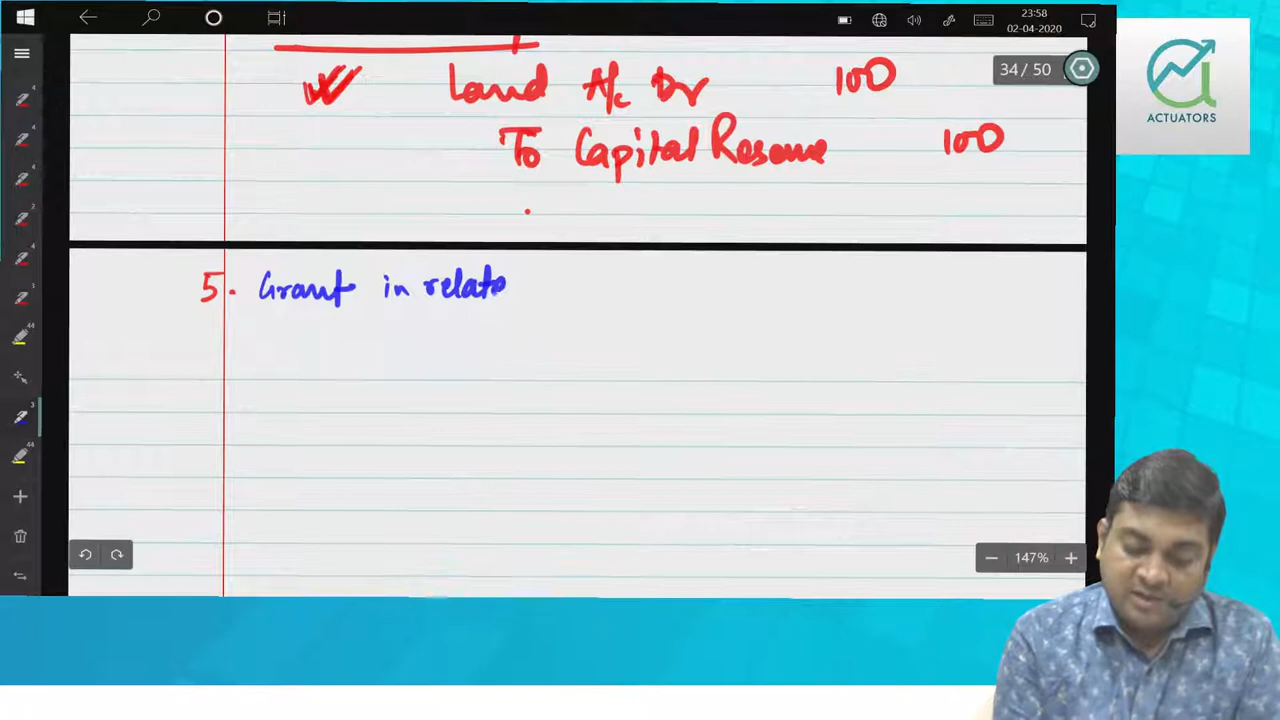 23:58
02-04-2020
34 / 50
ACTUATORS
Land A/c Dr 100
To Capital Reserve 100
5. Grant in relato
147%